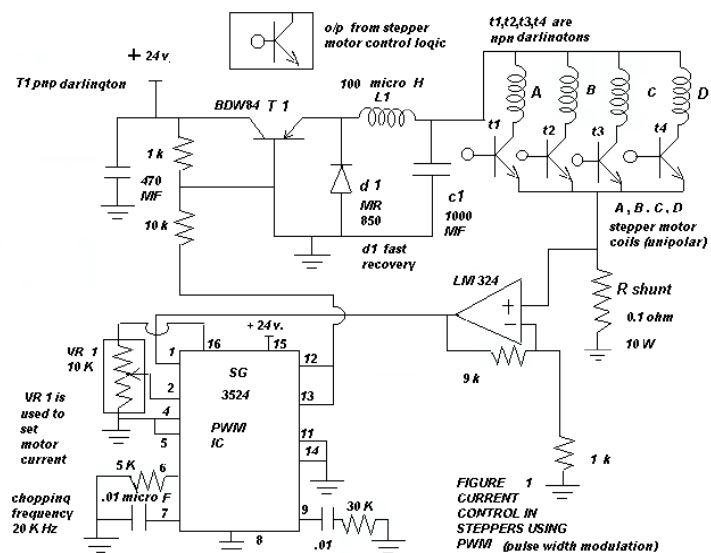 o/p from stepper
motor control logic
t1,t2,t3,t4 are
npn darlingtons
+ 24 v.
T1 pnp darlington
BDW84 T 1
100 micro H
L1
A
B
C
D
t1
t2
t3
t4
1 k
470
MF
d 1
MR
850
c1
1000
MF
10 k
d1 fast
recovery
A , B . C , D
stepper motor
coils (unipolar)
LM 324
+
−
R shunt
0.1 ohm
10 W
+ 24 v.
16
15
VR 1
10 K
1
12
SG
3524
9 k
2
13
VR 1 is
used to
set
motor
current
4
5
PWM
IC
11
14
1 k
5 K
6
.01 micro F
chopping
frequency
20 K Hz
7
9
30 K
8
.01
FIGURE 1
CURRENT
CONTROL IN
STEPPERS USING
PWM (pulse width modulation)